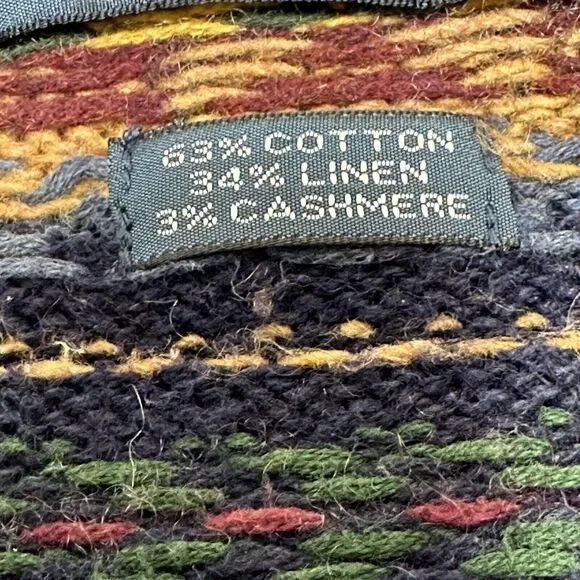 63% COTTON
34% LINEN
3% CASHMERE